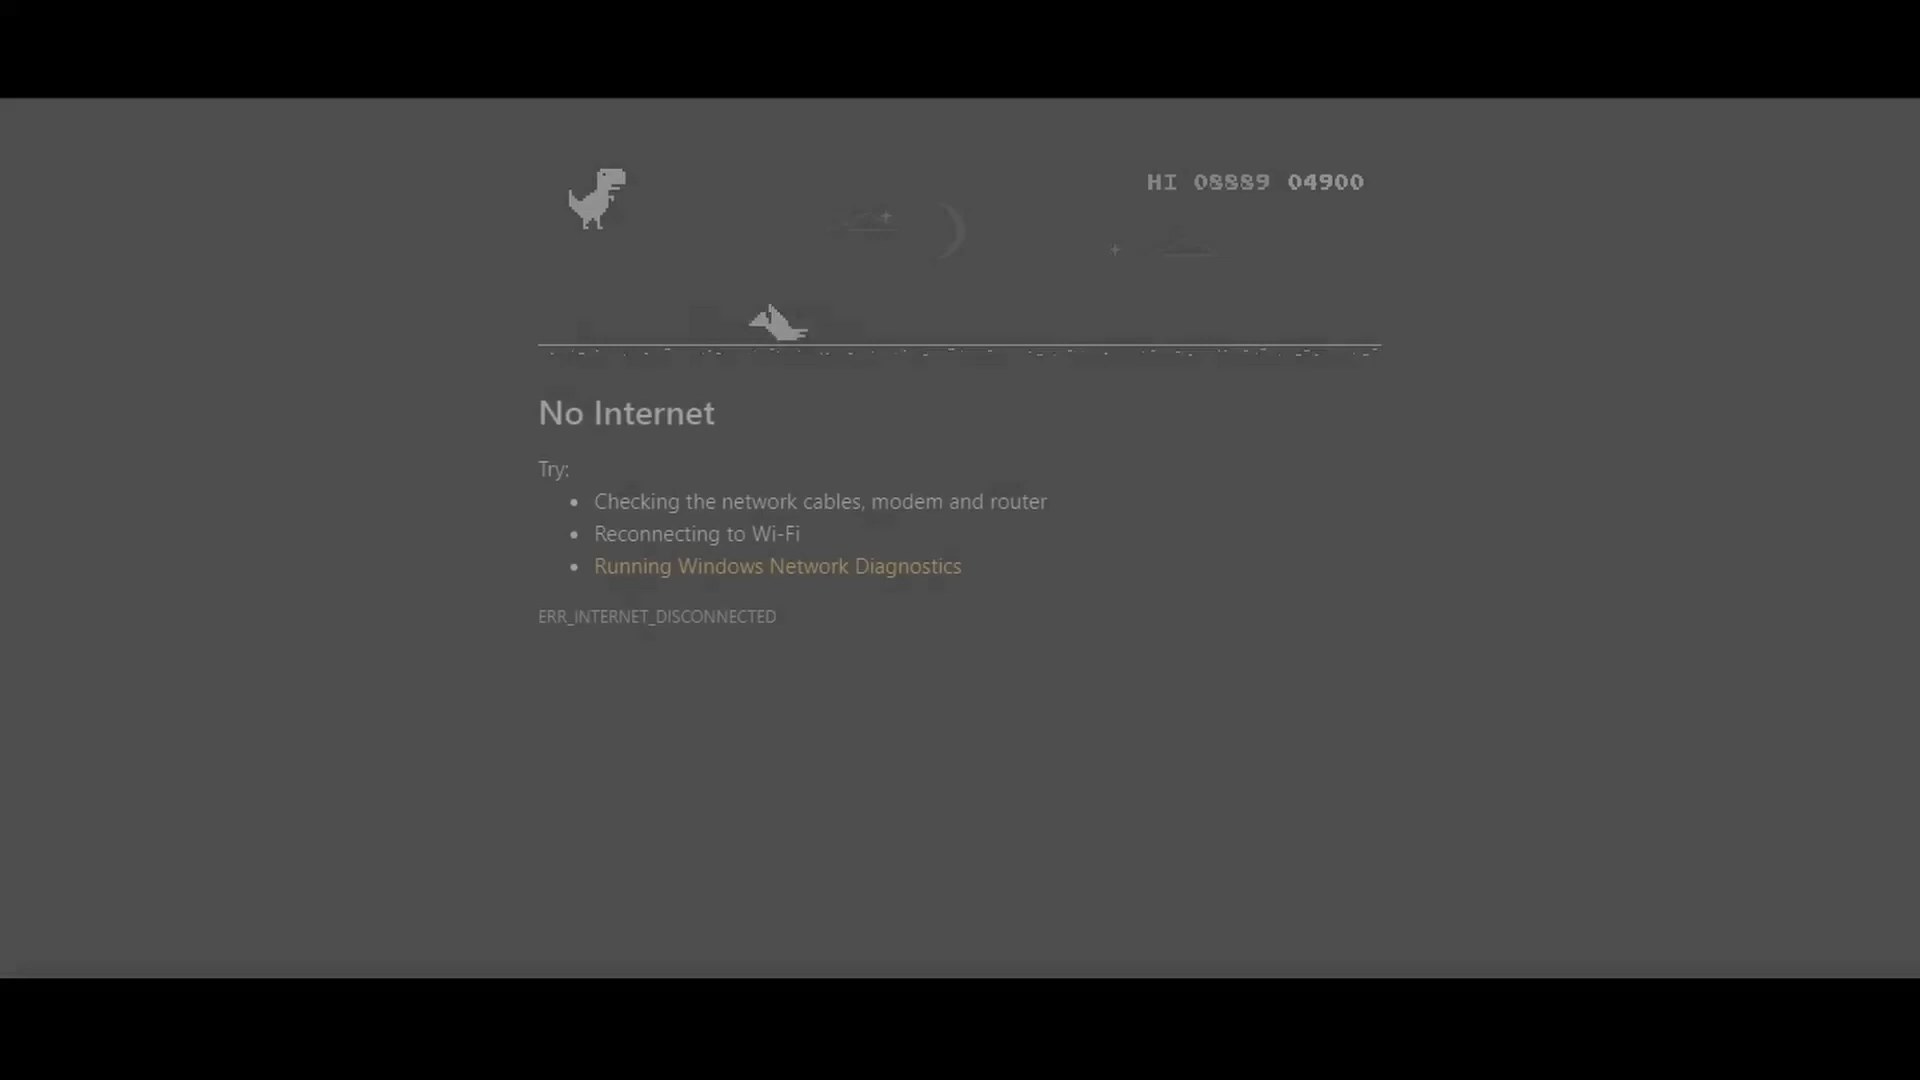 HI 08889 04900
No Internet
Try:
Checking the network cables, modem and router
Reconnecting to Wi-Fi
Running Windows Network Diagnostics
ERR_INTERNET_DISCONNECTED